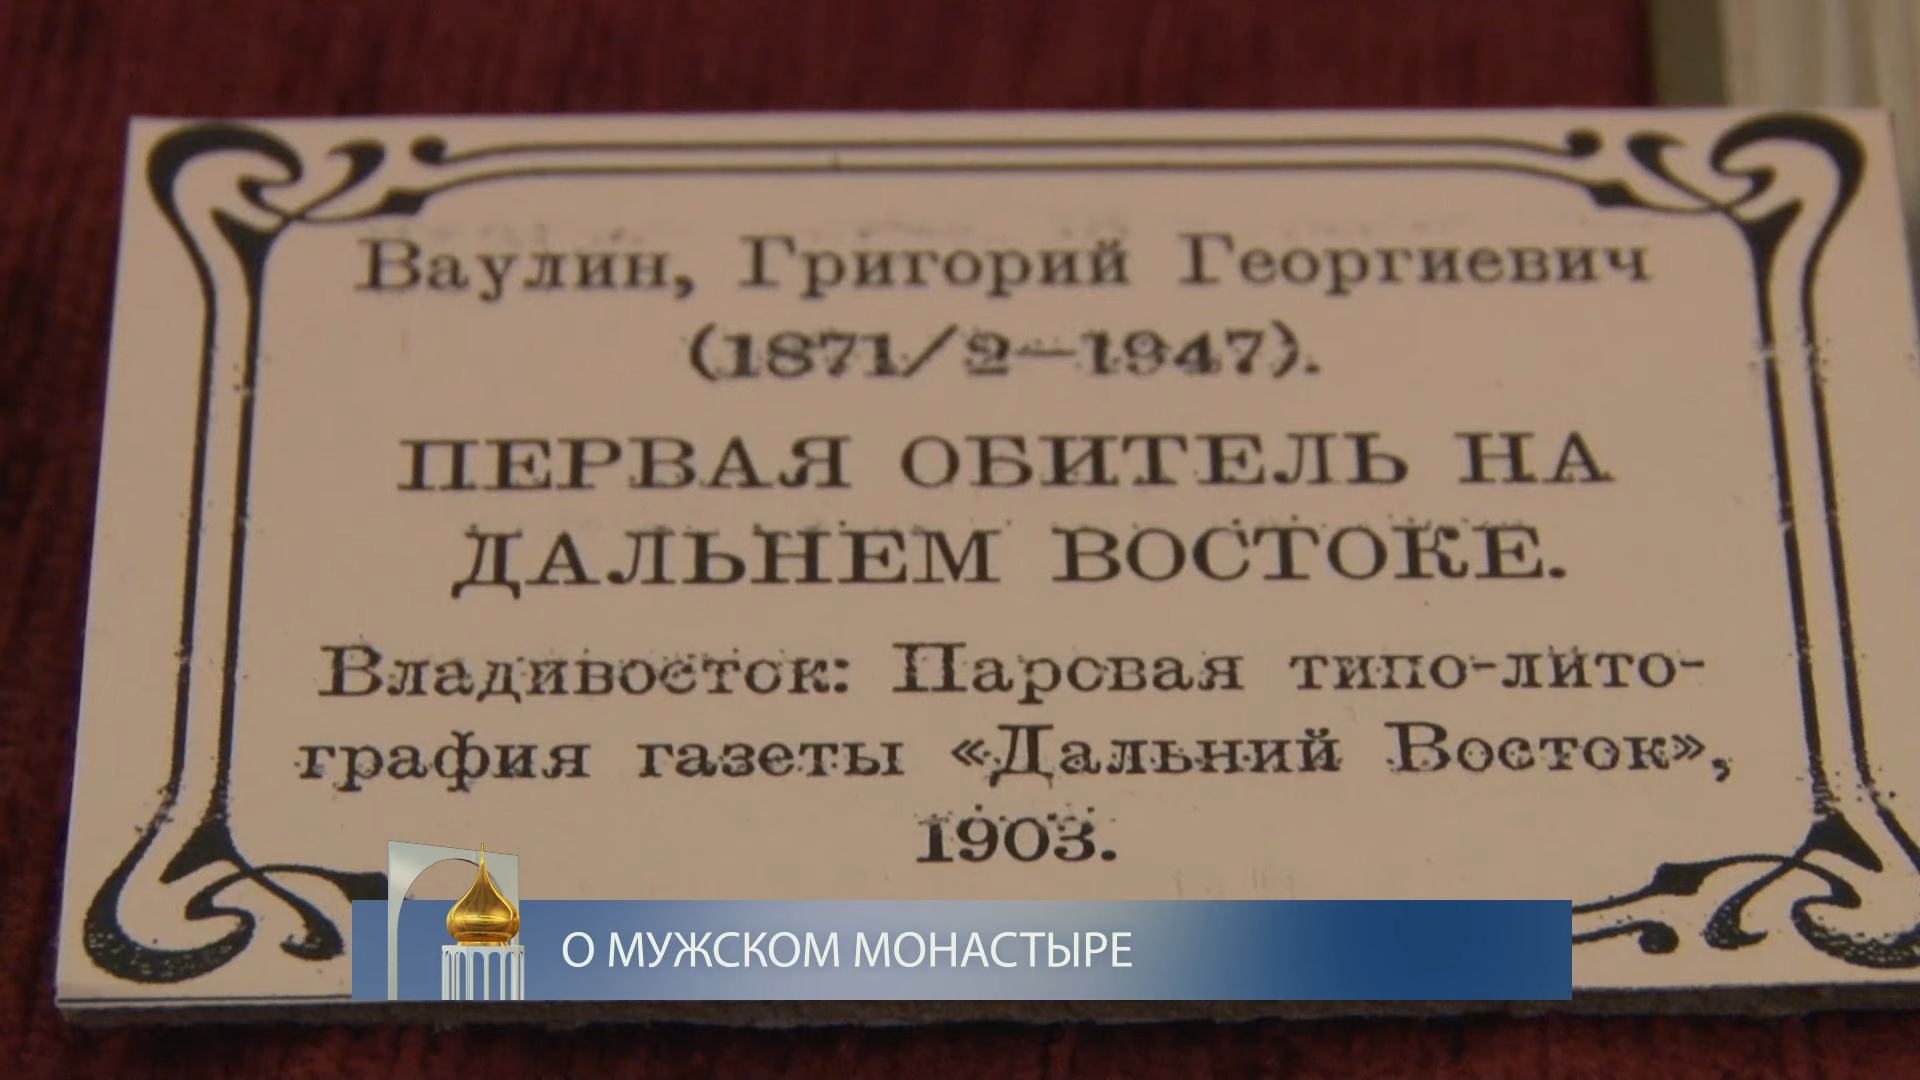 Ваулин, Григорий Георгиевич
(1871/2—1947).
ПЕРВАЯ ОБИТЕЛЬ НА
ДАЛЬНЕМ ВОСТОКЕ.
Владивосток: Паровая типо-лито-
графия газеты «Дальний Восток»,
1903.
О МУЖСКОМ МОНАСТЫРЕ